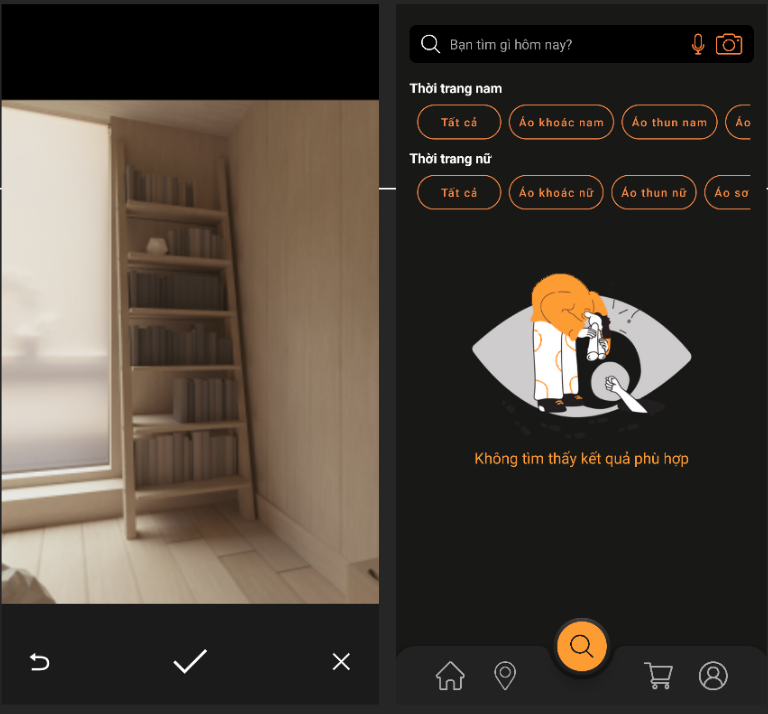 Bạn tìm gì hôm nay?
Thời trang nam
Tất cả Áo khoác nam Áo thun nam Áo
Thời trang nữ
Tất cả Áo khoác nữ Áo thun nữ Áo sơ
Không tìm thấy kết quả phù hợp